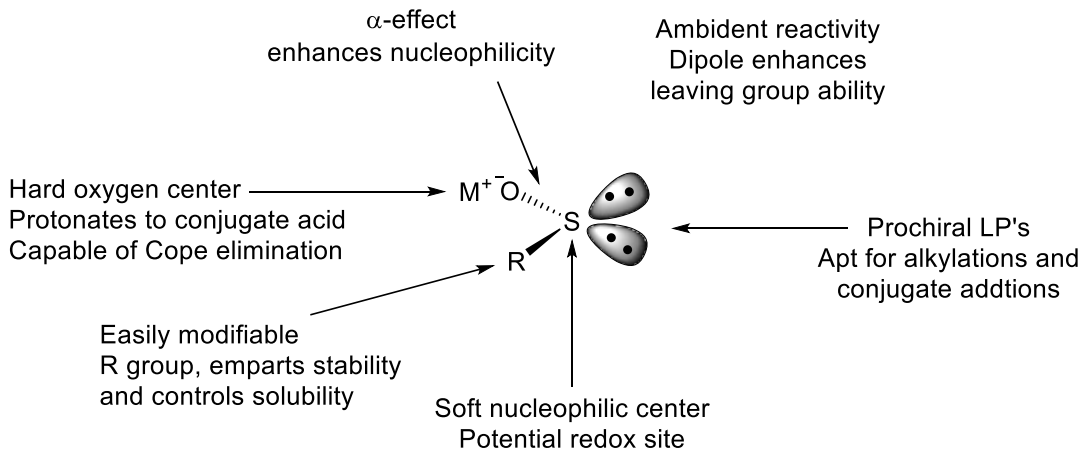 α-effect
enhances nucleophilicity
Ambident reactivity
Dipole enhances
leaving group ability
Hard oxygen center
Protonates to conjugate acid
Capable of Cope elimination
M⁺ ⁻O
S
R
Prochiral LP's
Apt for alkylations and
conjugate addtions
Easily modifiable
R group, emparts stability
and controls solubility
Soft nucleophilic center
Potential redox site